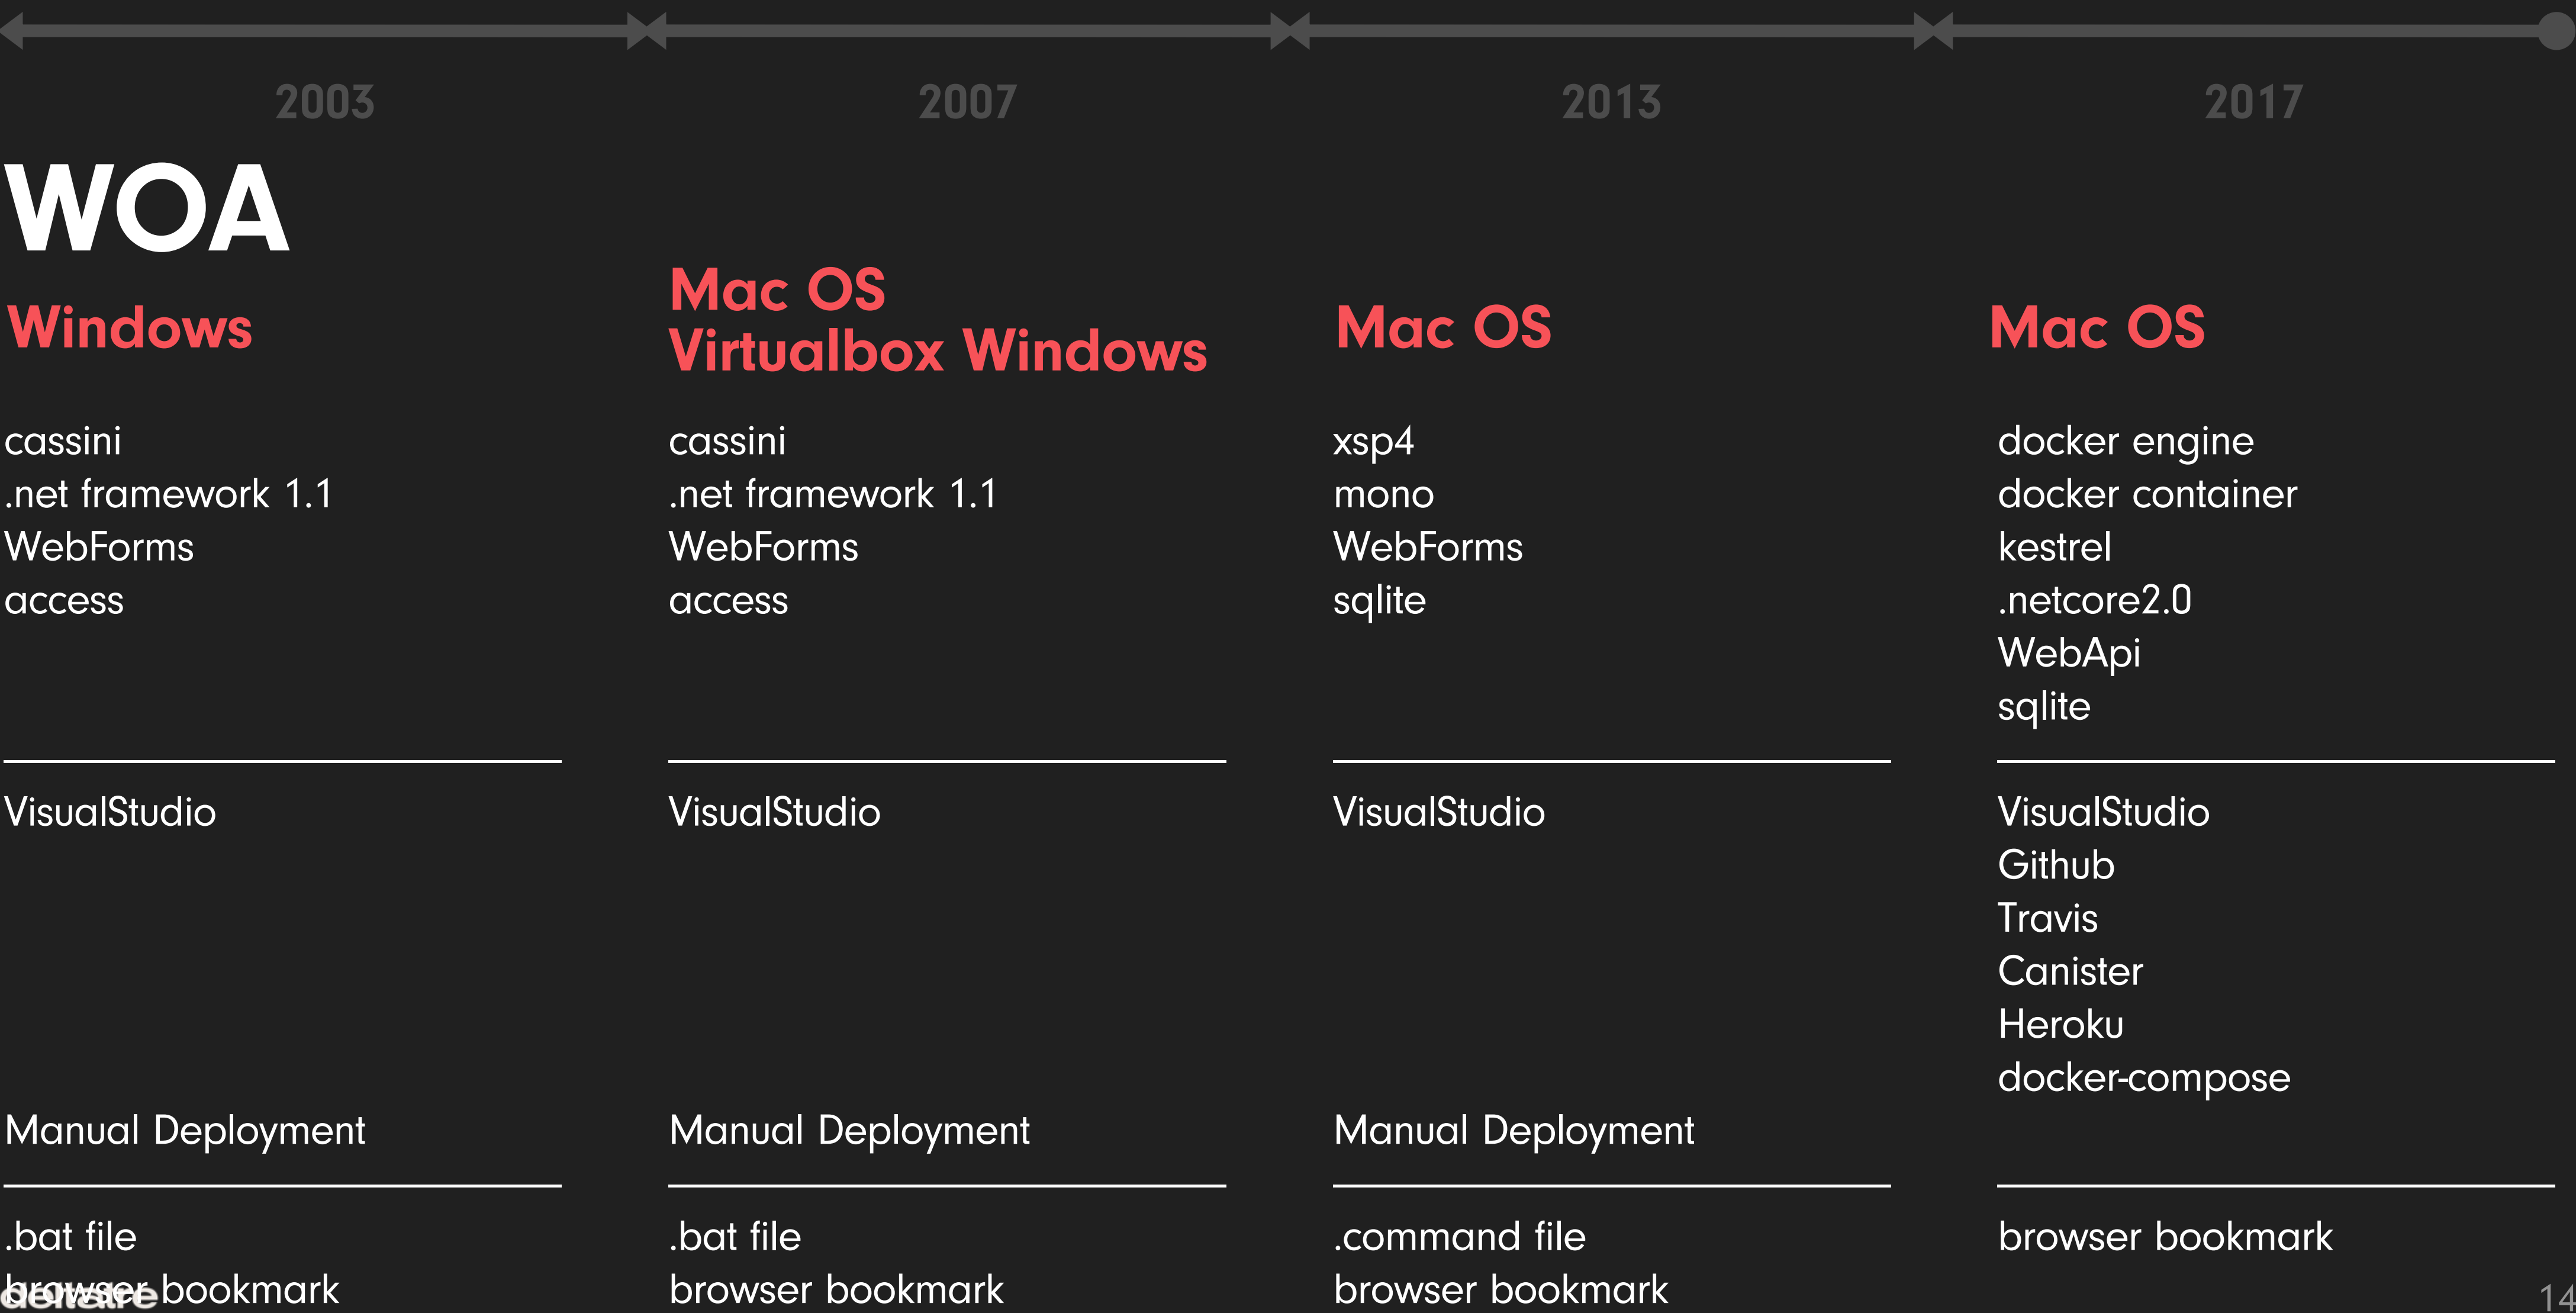 2003
2007
2013
2017
WOA
Windows
cassini
.net framework 1.1
WebForms
access
VisualStudio
Manual Deployment
.bat file
browser bookmark
deltatre
Mac OS
Virtualbox Windows
cassini
.net framework 1.1
WebForms
access
VisualStudio
Manual Deployment
.bat file
browser bookmark
Mac OS
xsp4
mono
WebForms
sqlite
VisualStudio
Manual Deployment
.command file
browser bookmark
Mac OS
docker engine
docker container
kestrel
.netcore2.0
WebApi
sqlite
VisualStudio
Github
Travis
Canister
Heroku
docker-compose
browser bookmark
14